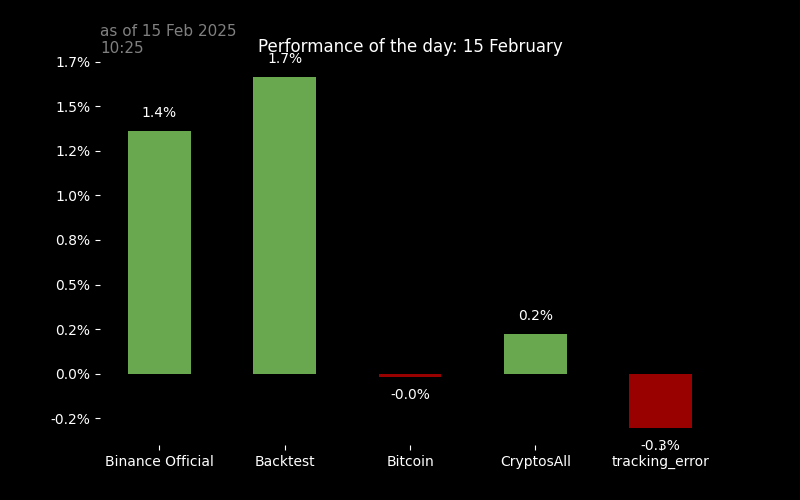 as of 15 Feb 2025
10:25
Performance of the day: 15 February
1.7%
1.5%
1.2%
1.0%
0.8%
0.5%
0.2%
0.0%
-0.2%
1.4%
1.7%
-0.0%
0.2%
-0.3%
Binance Official
Backtest
Bitcoin
CryptosAll
tracking_error